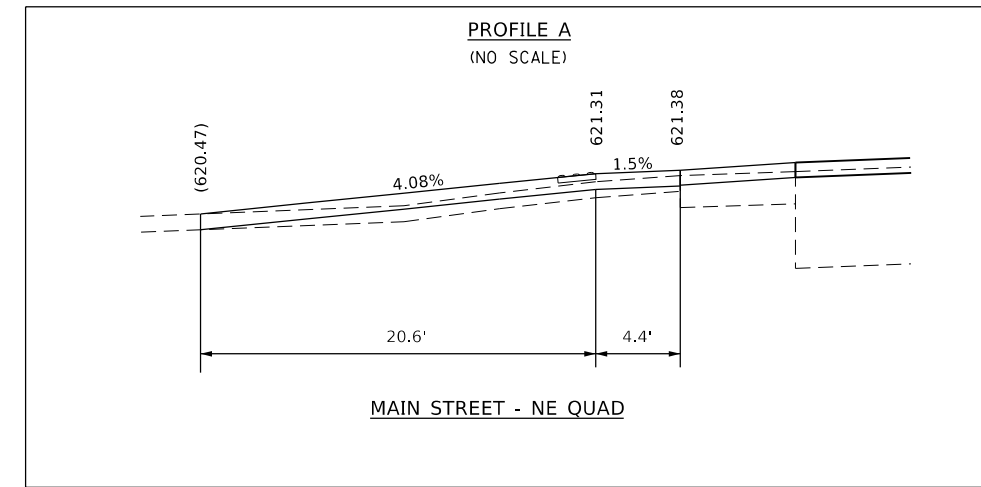 PROFILE A
(NO SCALE)
(620.47)
4.08%
621.31
1.5%
621.38
20.6'
4.4'
MAIN STREET - NE QUAD